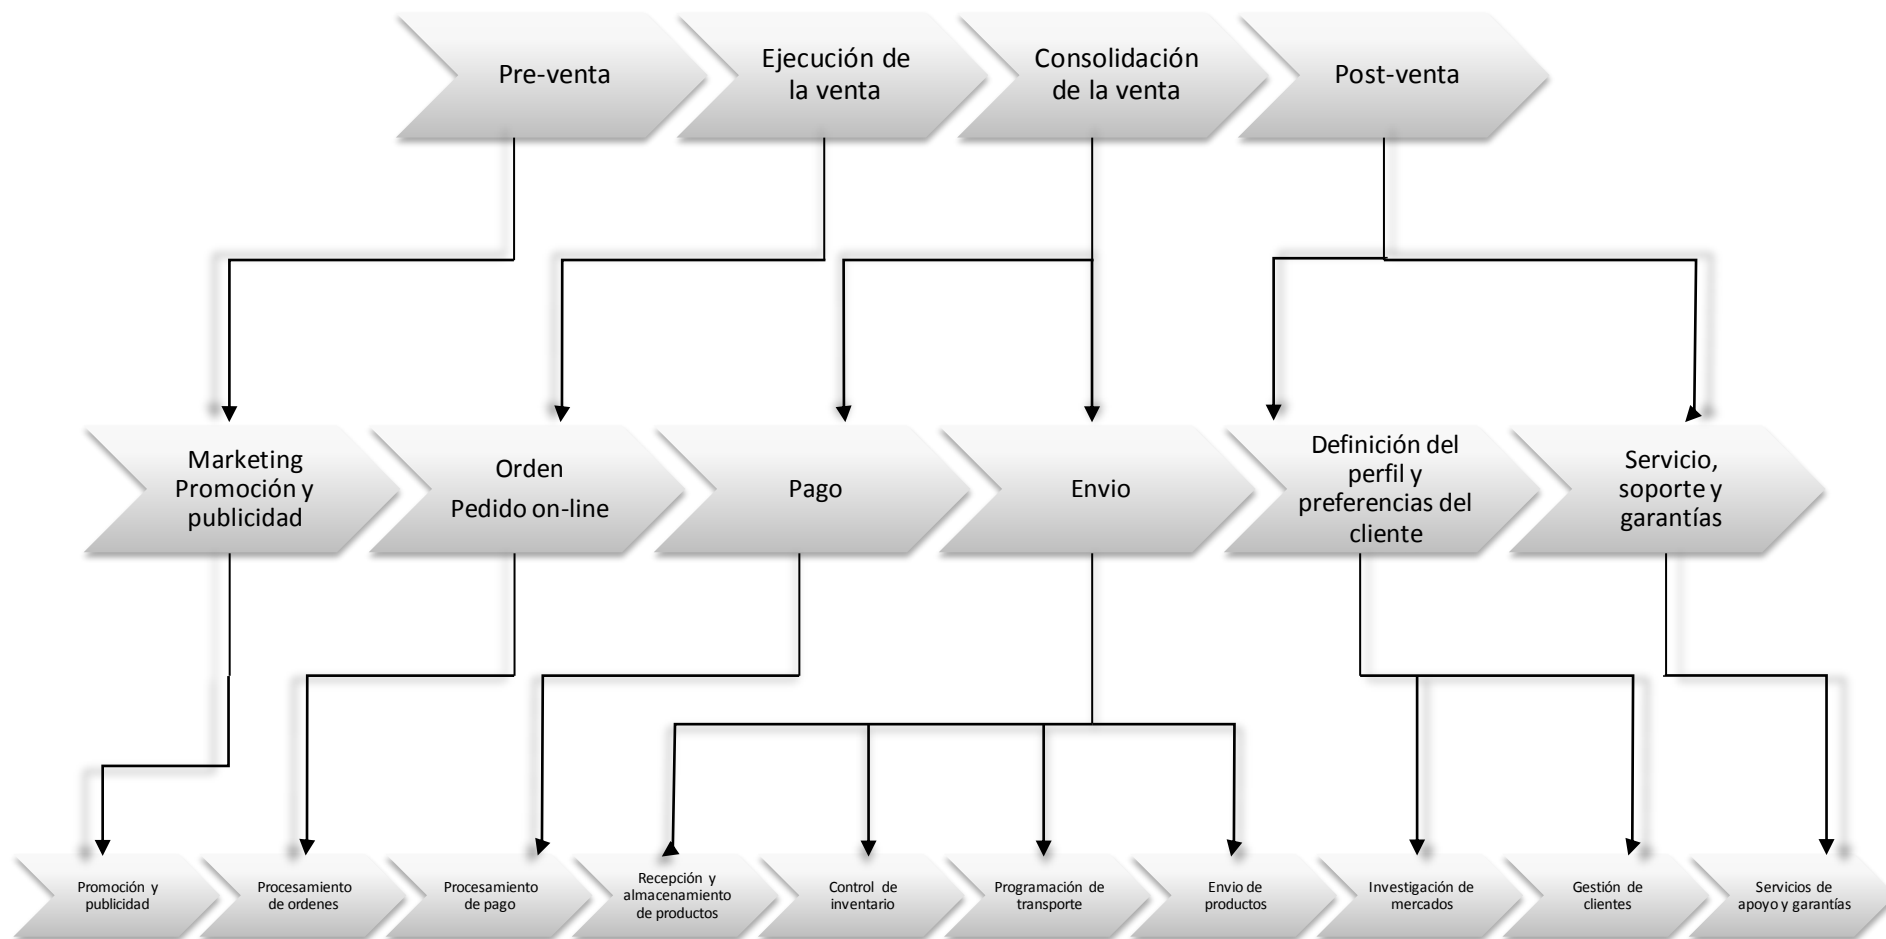 Pre-venta
Ejecución de
la venta
Consolidación
de la venta
Post-venta
Marketing
Promoción y
publicidad
Orden
Pedido on-line
Pago
Envio
Definición del
perfil y
preferencias del
cliente
Servicio,
soporte y
garantías
Promoción y
publicidad
Procesamiento
de ordenes
Procesamiento
de pago
Recepción y
almacenamiento
de productos
Control de
inventario
Programación de
transporte
Envio de
productos
Investigación de
mercados
Gestión de
clientes
Servicios de
apoyo y garantías